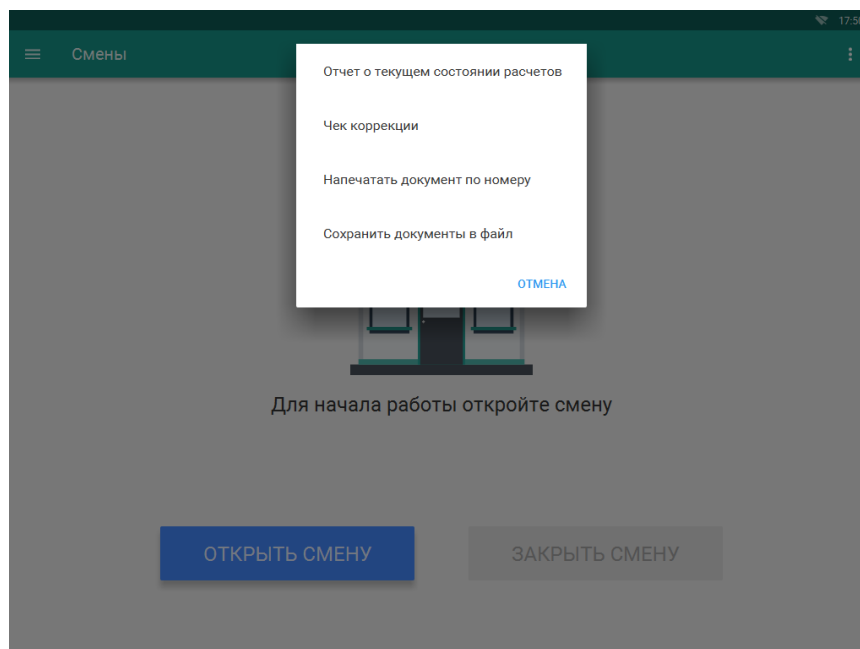 17:5
Смены
Отчет о текущем состоянии расчетов
Чек коррекции
Напечатать документ по номеру
Сохранить документы в файл
ОТМЕНА
Для начала работы откройте смену
ОТКРЫТЬ СМЕНУ
ЗАКРЫТЬ СМЕНУ